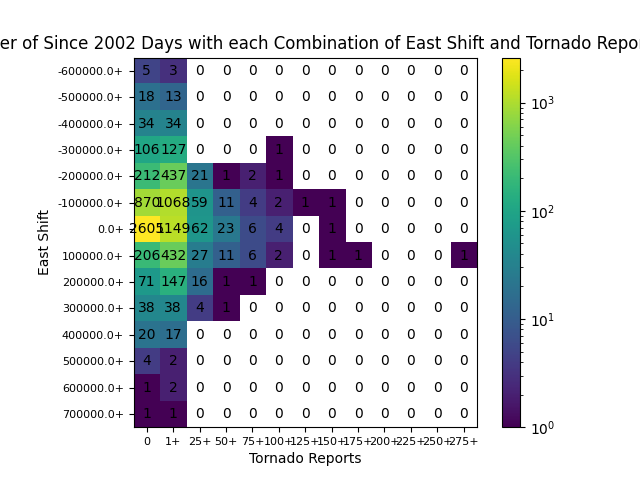 er of Since 2002 Days with each Combination of East Shift and Tornado Repo
-600000.0+ 5 3 0 0 0 0 0 0 0 0 0 0 0
-500000.0+ 18 13 0 0 0 0 0 0 0 0 0 0 0
-400000.0+ 34 34 0 0 0 0 0 0 0 0 0 0 0
-300000.0+ 106 127 0 0 0 1 0 0 0 0 0 0 0
-200000.0+ 212 437 21 1 2 1 0 0 0 0 0 0 0
-100000.0+ 870 1068 59 11 4 2 1 1 0 0 0 0 0
0.0+ 2605 1149 62 23 6 4 0 1 0 0 0 0 0
100000.0+ 206 432 27 11 6 2 0 1 1 0 0 0 1
200000.0+ 71 147 16 1 1 0 0 0 0 0 0 0 0
300000.0+ 38 38 4 1 0 0 0 0 0 0 0 0 0
400000.0+ 20 17 0 0 0 0 0 0 0 0 0 0 0
500000.0+ 4 2 0 0 0 0 0 0 0 0 0 0 0
600000.0+ 1 2 0 0 0 0 0 0 0 0 0 0 0
700000.0+ 1 1 0 0 0 0 0 0 0 0 0 0 0
0 1+ 25+ 50+ 75+ 100+ 125+ 150+ 175+ 200+ 225+ 250+ 275+
Tornado Reports
East Shift
10³
10²
10¹
10⁰